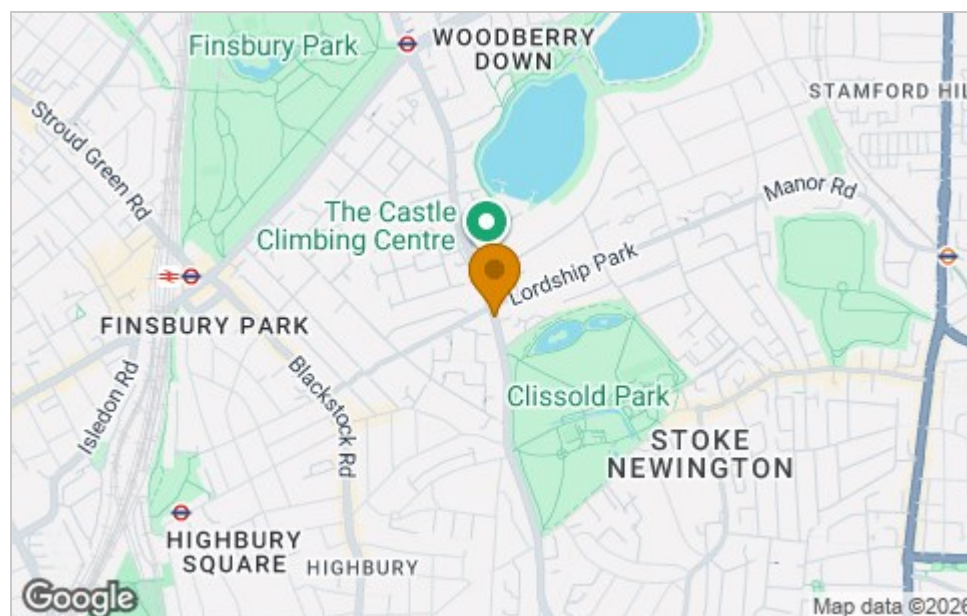 Finsbury Park
WOODBERRY
DOWN
STAMFORD HIL
Stroud Green Rd
Manor Rd
The Castle
Climbing Centre
Lordship Park
FINSBURY PARK
Isledon Rd
Blackstock Rd
Clissold Park
STOKE
NEWINGTON
HIGHBURY
SQUARE
HIGHBURY
Google
Map data ©2026